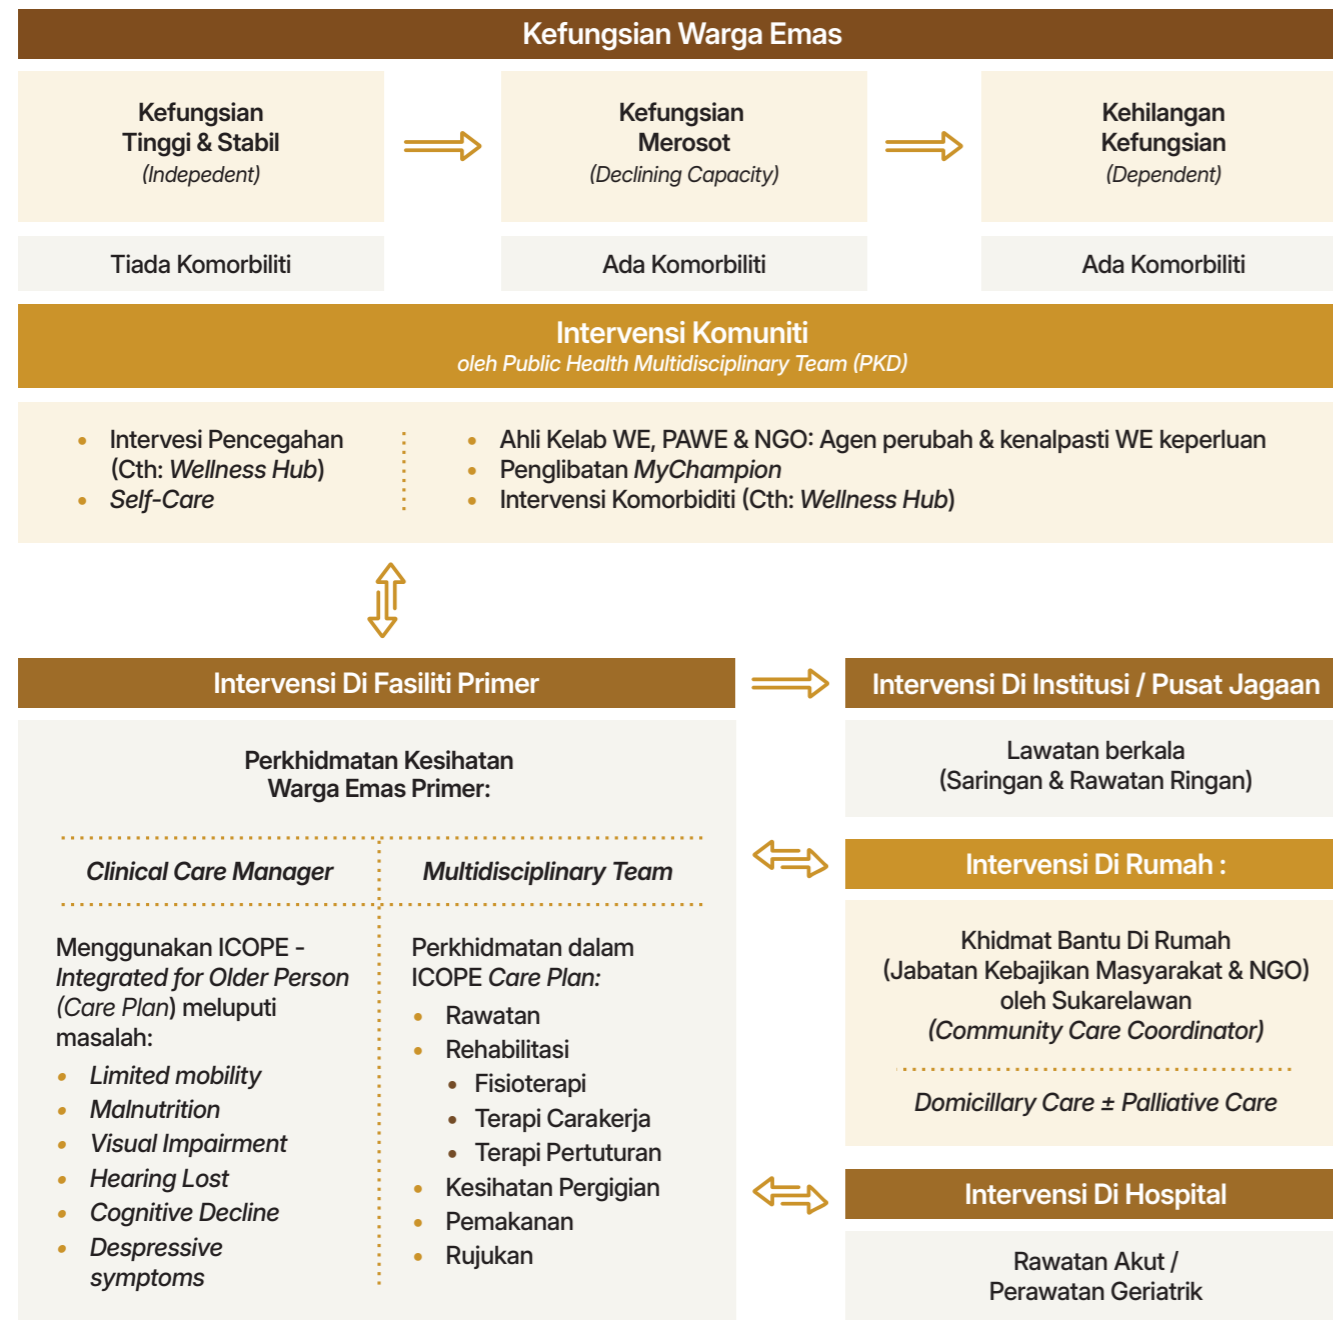 Kefungsian Warga Emas
Kefungsian
Tinggi & Stabil
(Indepedent)
Kefungsian
Merosot
(Declining Capacity)
Kehilangan
Kefungsian
(Dependent)
Tiada Komorbiliti
Ada Komorbiliti
Ada Komorbiliti
Intervensi Komuniti
oleh Public Health Multidisciplinary Team (PKD)
• Intervesi Pencegahan
(Cth: Wellness Hub)
• Self-Care
• Ahli Kelab WE, PAWE & NGO: Agen perubah & kenalpasti WE keperluan
• Penglibatan MyChampion
• Intervensi Komorbiditi (Cth: Wellness Hub)
Intervensi Di Fasiliti Primer
Perkhidmatan Kesihatan
Warga Emas Primer:
Clinical Care Manager
Menggunakan ICOPE -
Integrated for Older Person
(Care Plan) meluputi
masalah:
• Limited mobility
• Malnutrition
• Visual Impairment
• Hearing Lost
• Cognitive Decline
• Despressive
symptoms
Multidisciplinary Team
Perkhidmatan dalam
ICOPE Care Plan:
• Rawatan
• Rehabilitasi
• Fisioterapi
• Terapi Carakerja
• Terapi Pertuturan
• Kesihatan Pergigian
• Pemakanan
• Rujukan
Intervensi Di Institusi / Pusat Jagaan
Lawatan berkala
(Saringan & Rawatan Ringan)
Intervensi Di Rumah :
Khidmat Bantu Di Rumah
(Jabatan Kebajikan Masyarakat & NGO)
oleh Sukarelawan
(Community Care Coordinator)
Domicillary Care ± Palliative Care
Intervensi Di Hospital
Rawatan Akut /
Perawatan Geriatrik